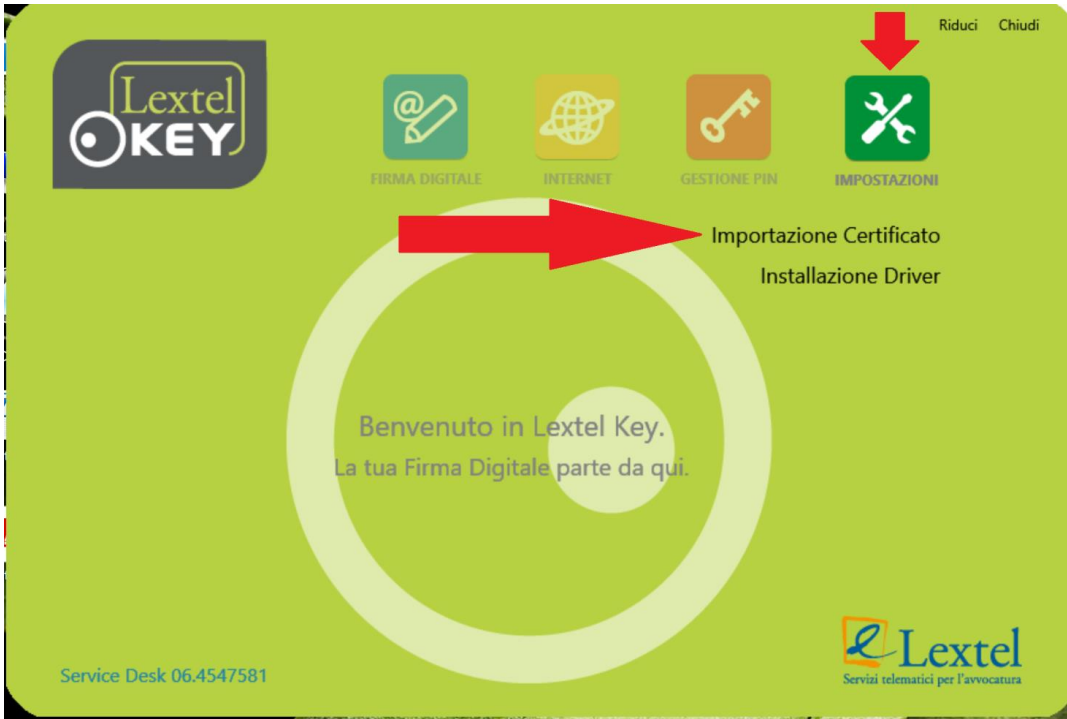 Riduci Chiudi
Lextel
KEY
FIRMA DIGITALE INTERNET GESTIONE PIN IMPOSTAZIONI
Importazione Certificato
Installazione Driver
Benvenuto in Lextel Key.
La tua Firma Digitale parte da qui.
Lextel
Servizi telematici per l'avvocatura
Service Desk 06.4547581